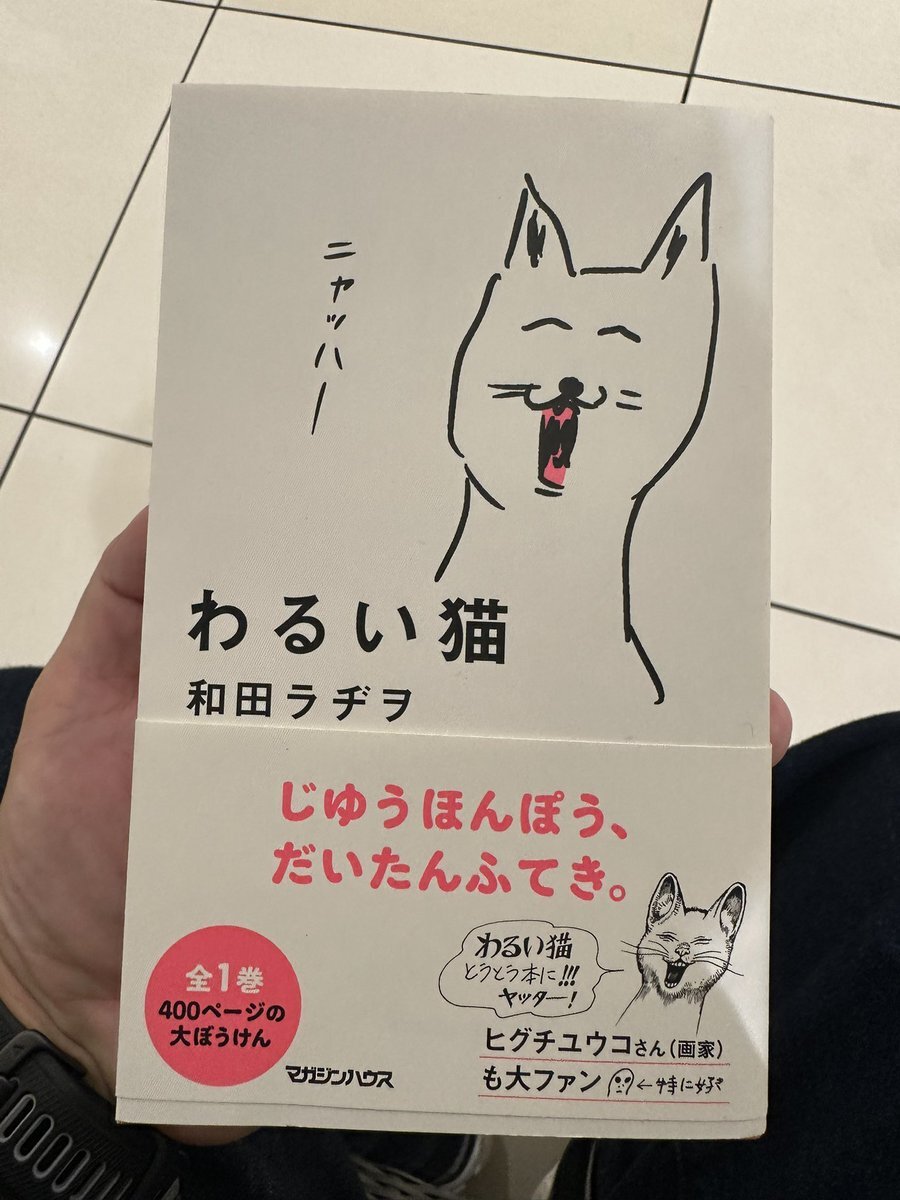 ニャッハー
わるい猫
和田ラヂヲ
じゆうほんぽう、
だいたんふてき。
わるい猫
とうとう本に!!!
ヤッター!
全1巻
400ページの
大ぼうけん
マガジンハウス
ヒグチユウコさん(画家)
も大ファン
←特に好き